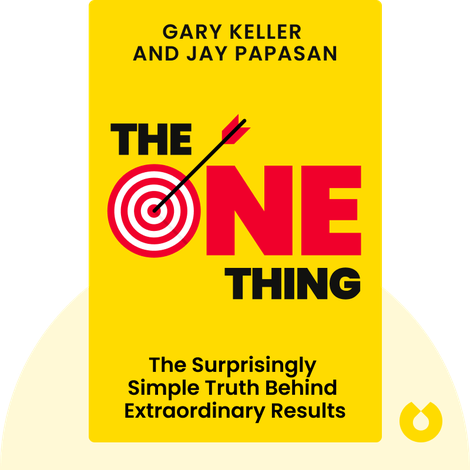 GARY KELLER
AND JAY PAPASAN
THE
ONE
THING
The Surprisingly
Simple Truth Behind
Extraordinary Results